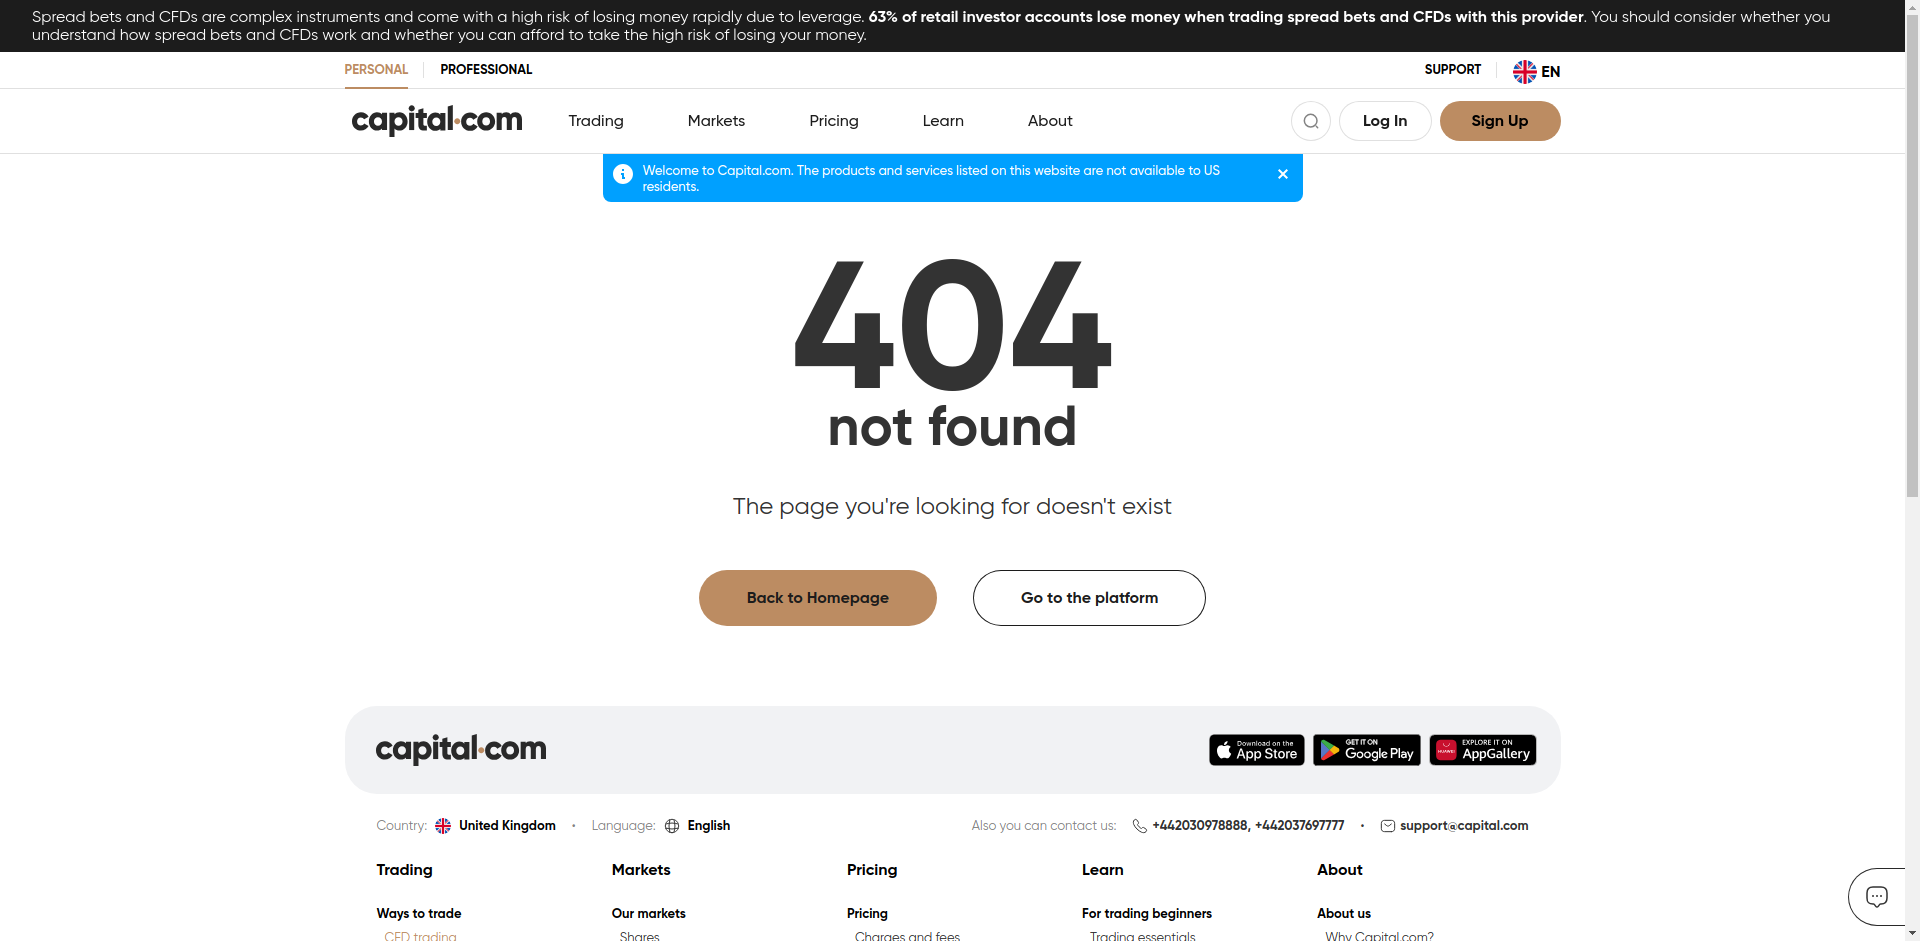 Spread bets and CFDs are complex instruments and come with a high risk of losing money rapidly due to leverage. 63% of retail investor accounts lose money when trading spread bets and CFDs with this provider. You should consider whether you
understand how spread bets and CFDs work and whether you can afford to take the high risk of losing your money.
PERSONAL PROFESSIONAL SUPPORT EN
capital.com Trading Markets Pricing Learn About Log In Sign Up
Welcome to Capital.com. The products and services listed on this website are not available to US
residents.
404
not found
The page you're looking for doesn't exist
Back to Homepage Go to the platform
capital.com
Download on the
App Store
GET IT ON
Google Play
HUAWEI
EXPLORE IT ON
AppGallery
Country: United Kingdom • Language: English Also you can contact us: +442030978888, +442037697777 • support@capital.com
Trading Markets Pricing Learn About
Ways to trade Our markets Pricing For trading beginners About us
CFD trading Shares Charges and fees Trading essentials Why Capital.com?